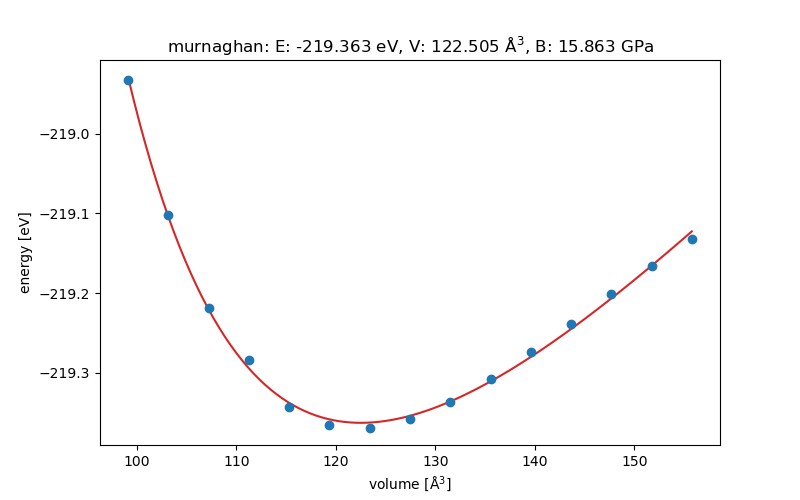 murnaghan: E: -219.363 eV, V: 122.505 Å³, B: 15.863 GPa
energy [eV]
−219.0
−219.1
−219.2
−219.3
100 110 120 130 140 150
volume [Å³]